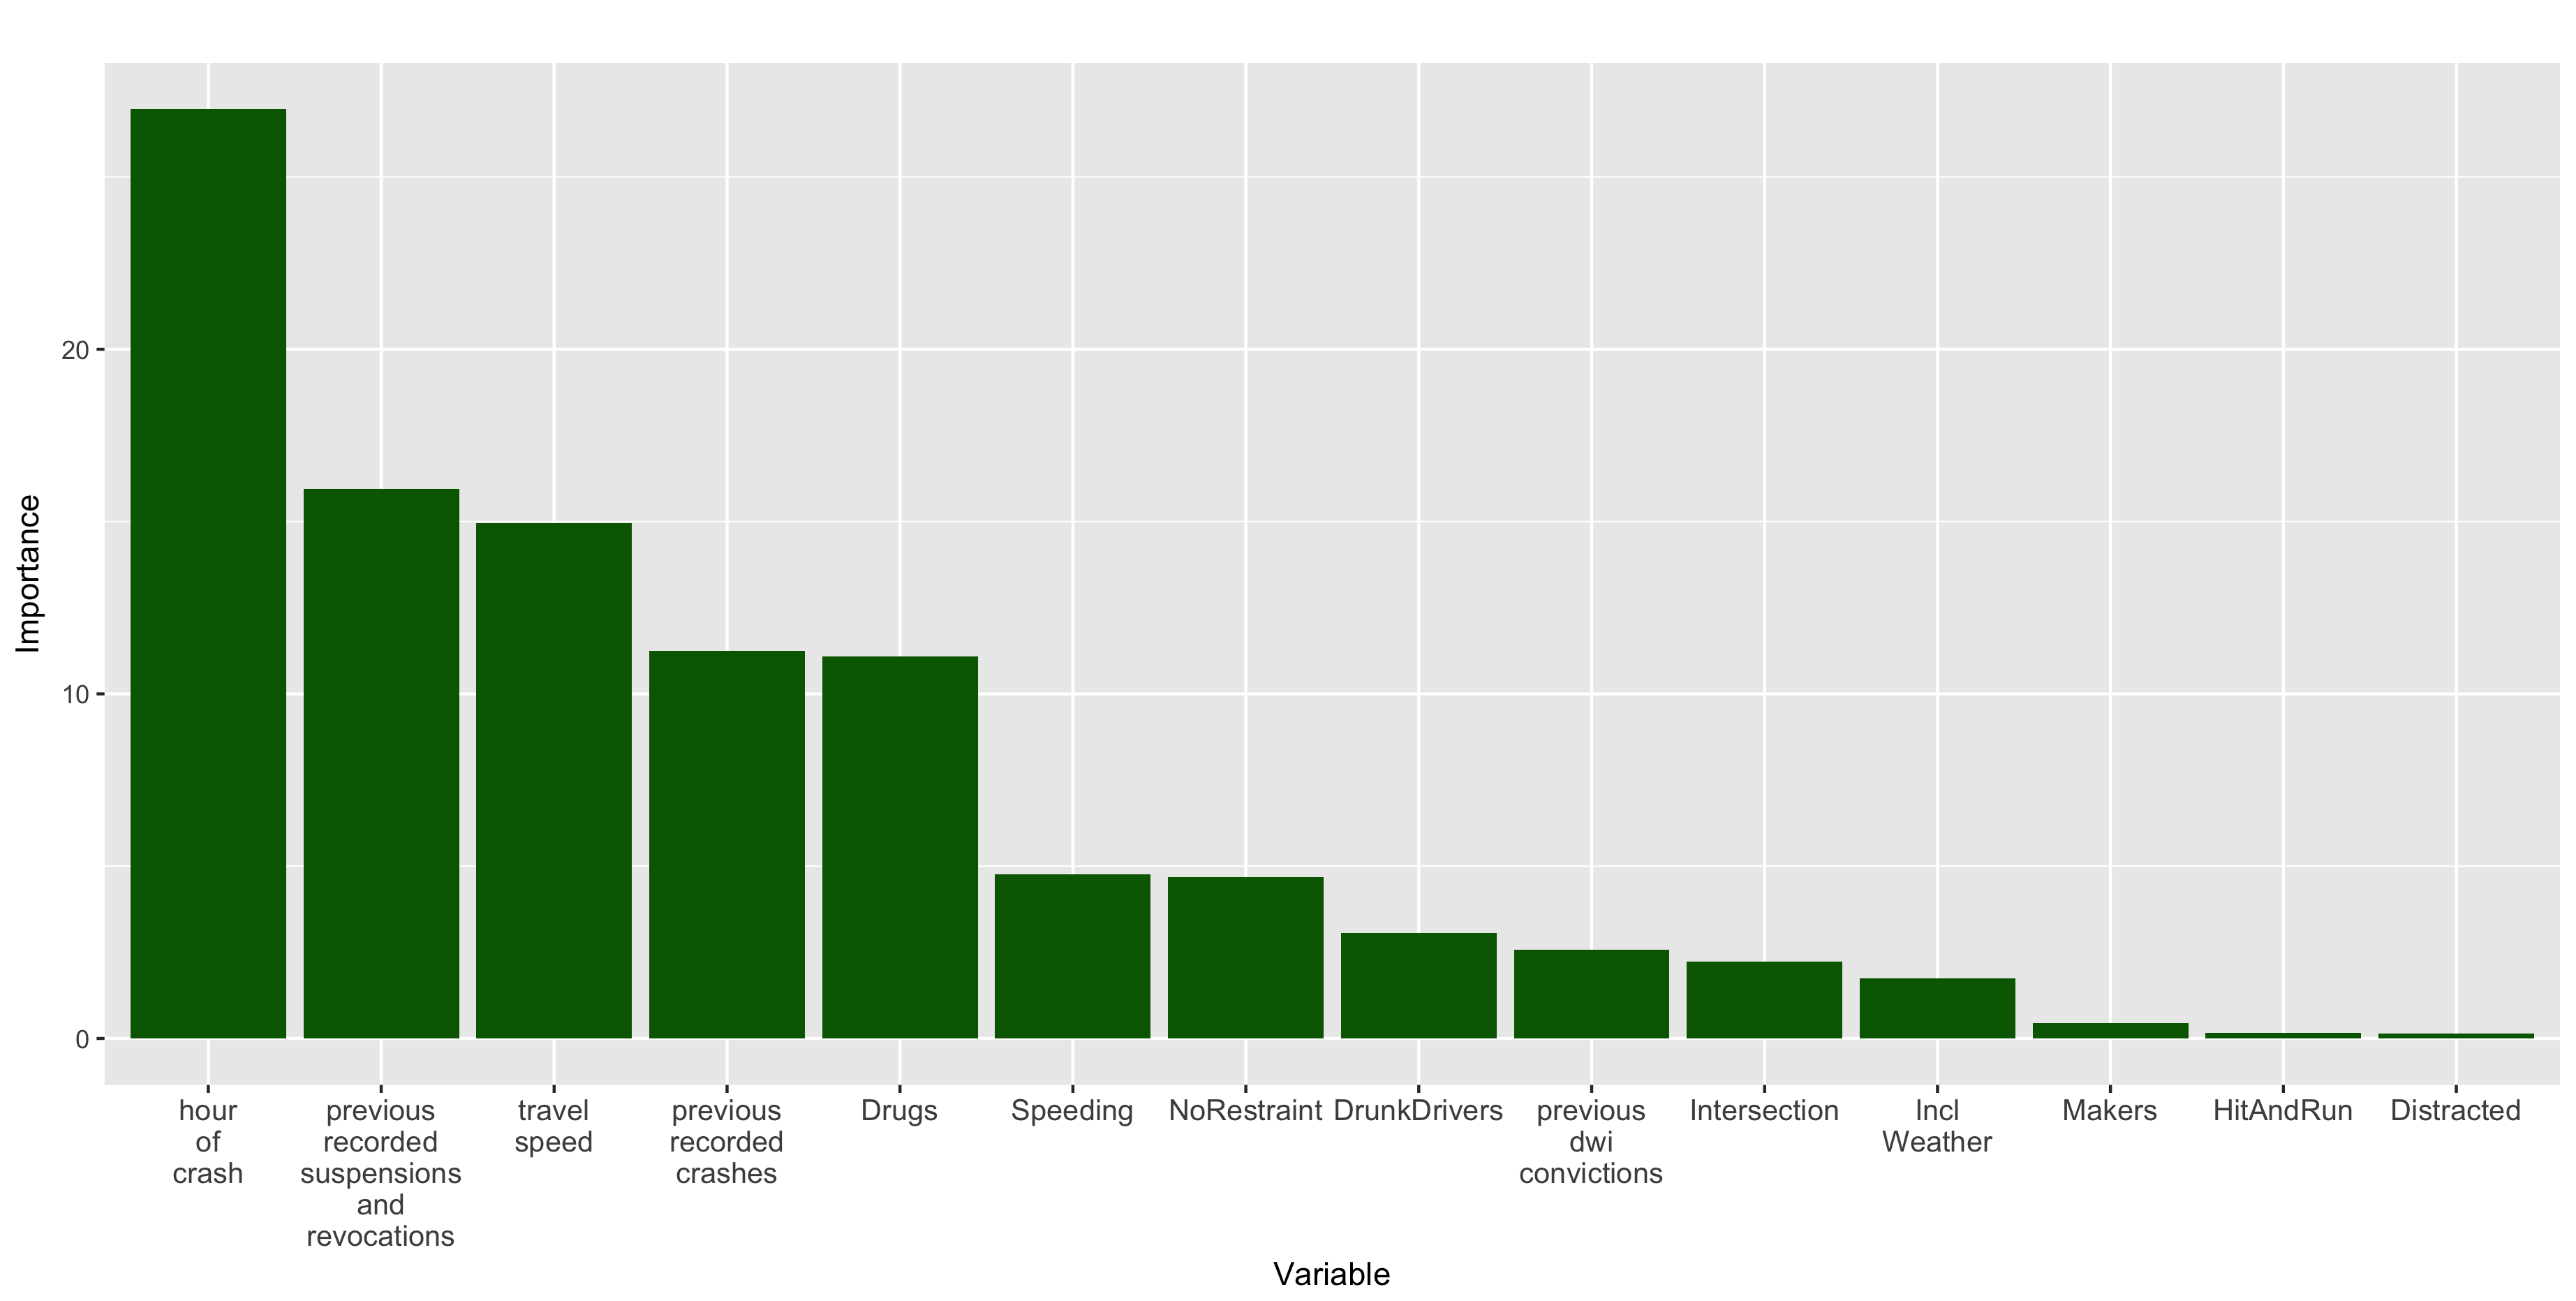 Importance
20
10
0
hour
of
crash
previous
recorded
suspensions
and
revocations
travel
speed
previous
recorded
crashes
Drugs
Speeding
NoRestraint
DrunkDrivers
previous
dwi
convictions
Intersection
Incl
Weather
Makers
HitAndRun
Distracted
Variable